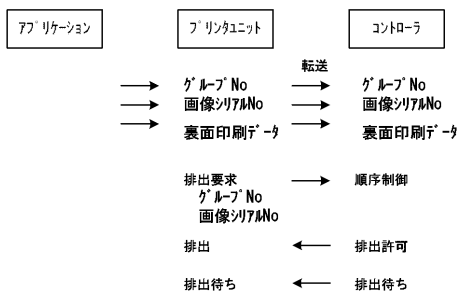 アプリケーション プリンタユニット コントローラ
転送
グループNo グループNo
画像シリアルNo 画像シリアルNo
裏面印刷データ 裏面印刷データ
排出要求 順序制御
グループNo
画像シリアルNo
排出 排出許可
排出待ち 排出待ち